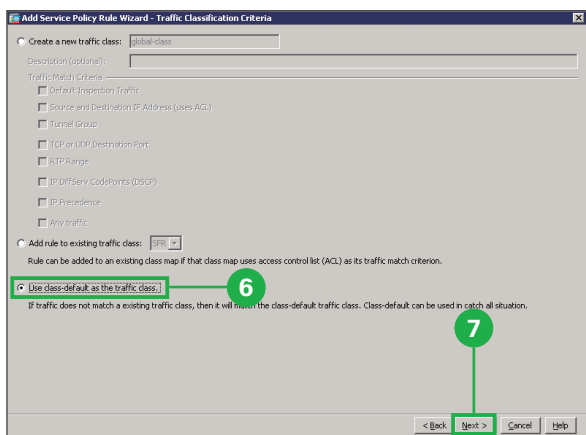 Add Service Policy Rule Wizard - Traffic Classification Criteria
Create a new traffic class: global-class
Description (optional):
Traffic Match Criteria
Default Inspection Traffic
Source and Destination IP Address (uses ACL)
Tunnel Group
TCP or UDP Destination Port
RTP Range
IP DiffServ CodePoints (DSCP)
IP Precedence
Any traffic
Add rule to existing traffic class: SFR
Rule can be added to an existing class map if that class map uses access control list (ACL) as its traffic match criterion.
Use class-default as the traffic class. 6
If traffic does not match a existing traffic class, then it will match the class-default traffic class. Class-default can be used in catch all situation.
7
< Back Next > Cancel Help